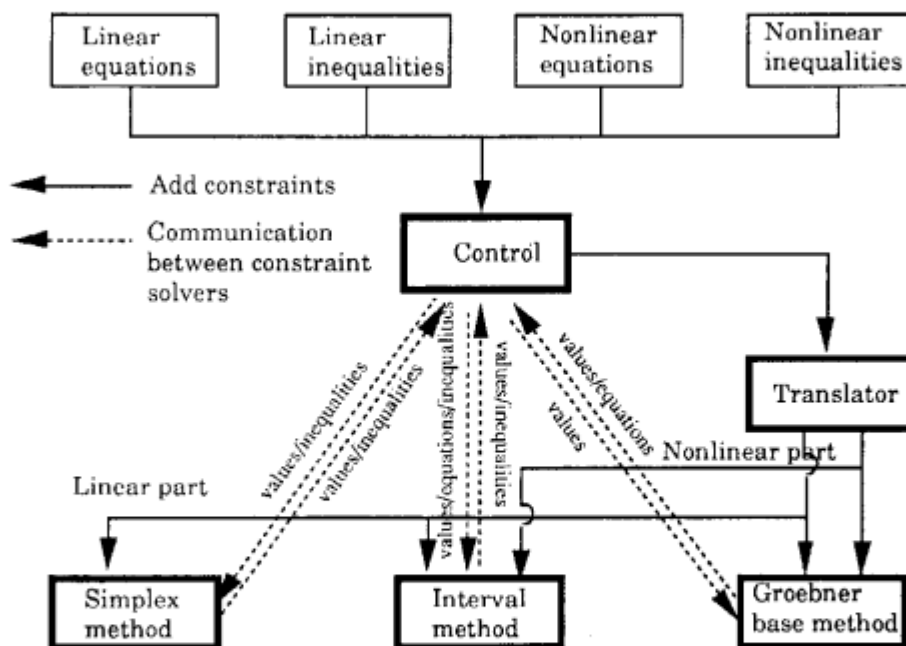 Linear
equations
Linear
inequalities
Nonlinear
equations
Nonlinear
inequalities
Add constraints
Communication
between constraint
solvers
Control
values/inequalities
values/inequalities
values/equations/inequalities
values/inequalities
values/equations
values
Translator
Nonlinear part
Linear part
Simplex
method
Interval
method
Groebner
base method